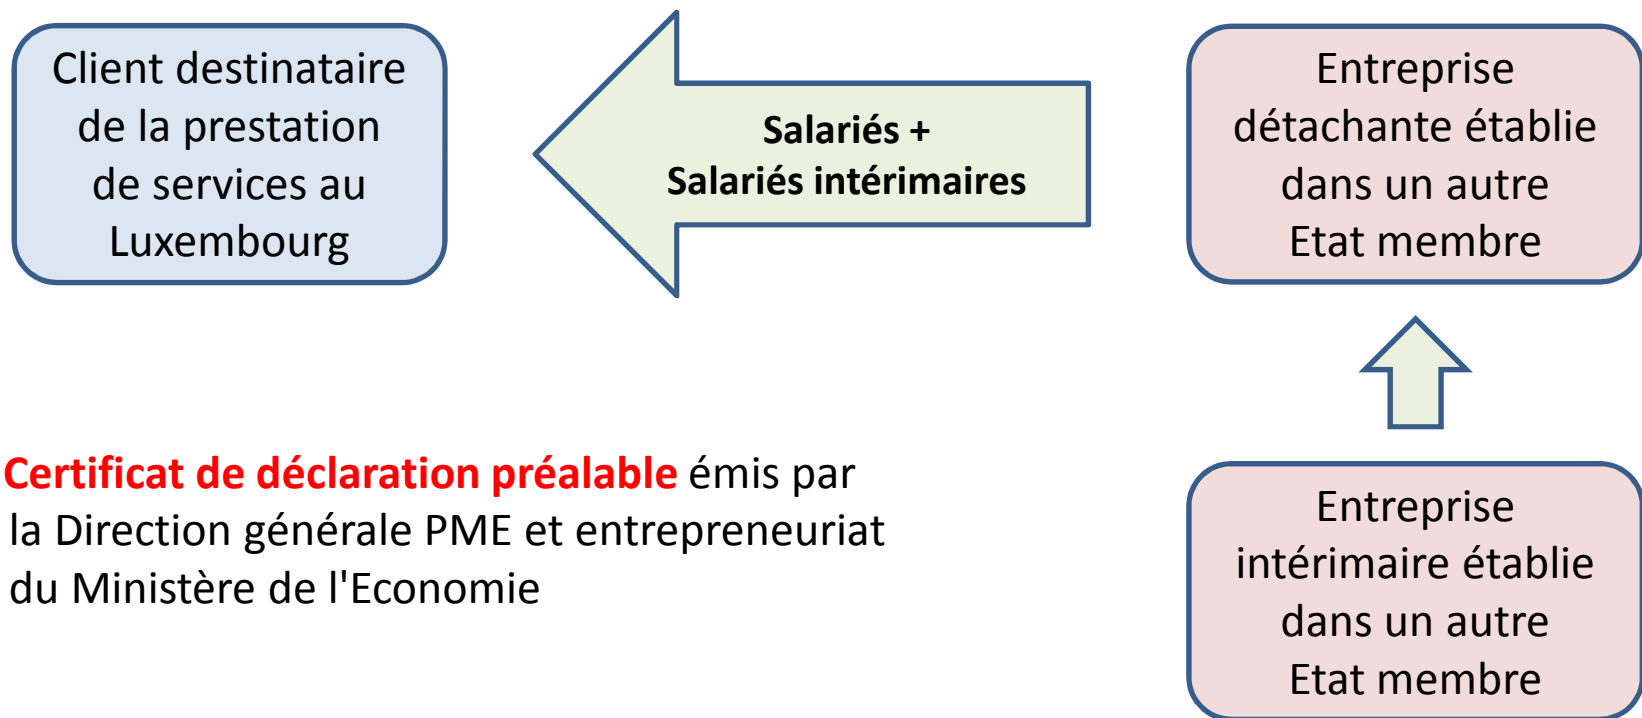 Client destinataire
de la prestation
de services au
Luxembourg
Salariés +
Salariés intérimaires
Entreprise
détachante établie
dans un autre
Etat membre
Certificat de déclaration préalable émis par
la Direction générale PME et entrepreneuriat
du Ministère de l'Economie
Entreprise
intérimaire établie
dans un autre
Etat membre